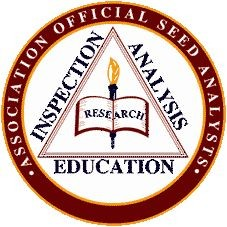 · ASSOCIATION OFFICIAL SEED ANALYSTS ·
INSPECTION
ANALYSIS
RESEARCH
EDUCATION